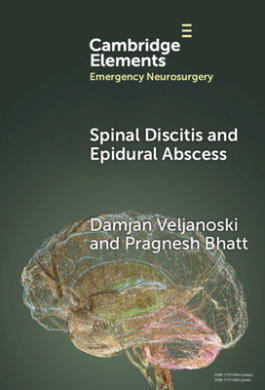 Cambridge
Elements
Emergency Neurosurgery
Spinal Discitis and
Epidural Abscess
Damjan Veljanoski
and Pragnesh Bhatt